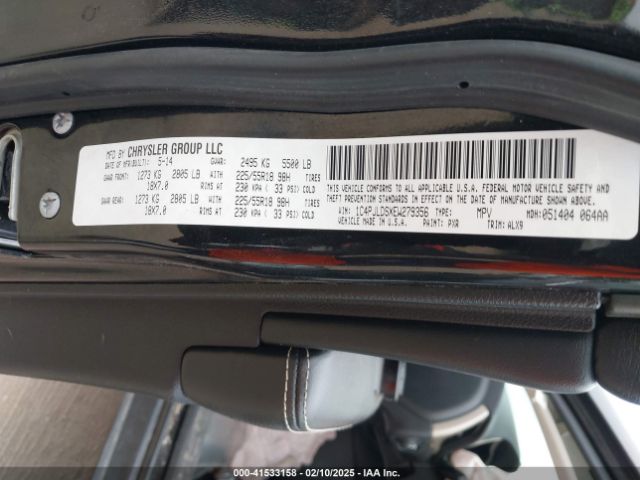 MFD BY CHRYSLER GROUP LLC
DATE OF MFR(BUILT): 5-14 GVWR: 2495 KG 5500 LB
GAWR FRONT: 1273 KG 2805 LB WITH 225/55R18 98H TIRES
18X7.0 RIMS AT 230 KPA ( 33 PSI) COLD
GAWR REAR: 1273 KG 2805 LB WITH 225/55R18 98H TIRES
18X7.0 RIMS AT 230 KPA ( 33 PSI) COLD
THIS VEHICLE CONFORMS TO ALL APPLICABLE U.S.A. FEDERAL MOTOR VEHICLE SAFETY AND
THEFT PREVENTION STANDARDS IN EFFECT ON THE DATE OF MANUFACTURE SHOWN ABOVE.
VIN: 1C4PJLDSXEW279356 TYPE: MPV MDH: 051404 064AA
VEHICLE MADE IN U.S.A. PAINT: PXR TRIM: ALX9
000-41533158 - 02/10/2025 - IAA Inc.